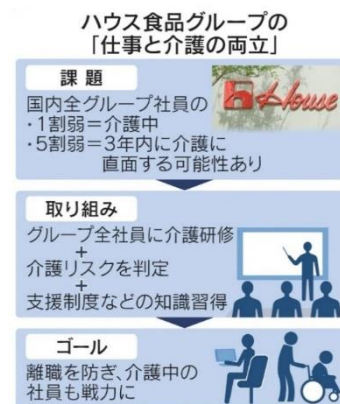 ハウス食品グループの
「仕事と介護の両立」
課 題
国内全グループ社員の
・1割弱=介護中
・5割弱=3年内に介護に
直面する可能性あり
House
取り組み
グループ全社員に介護研修
+
介護リスクを判定
+
支援制度などの知識習得
ゴール
離職を防ぎ、介護中の
社員も戦力に